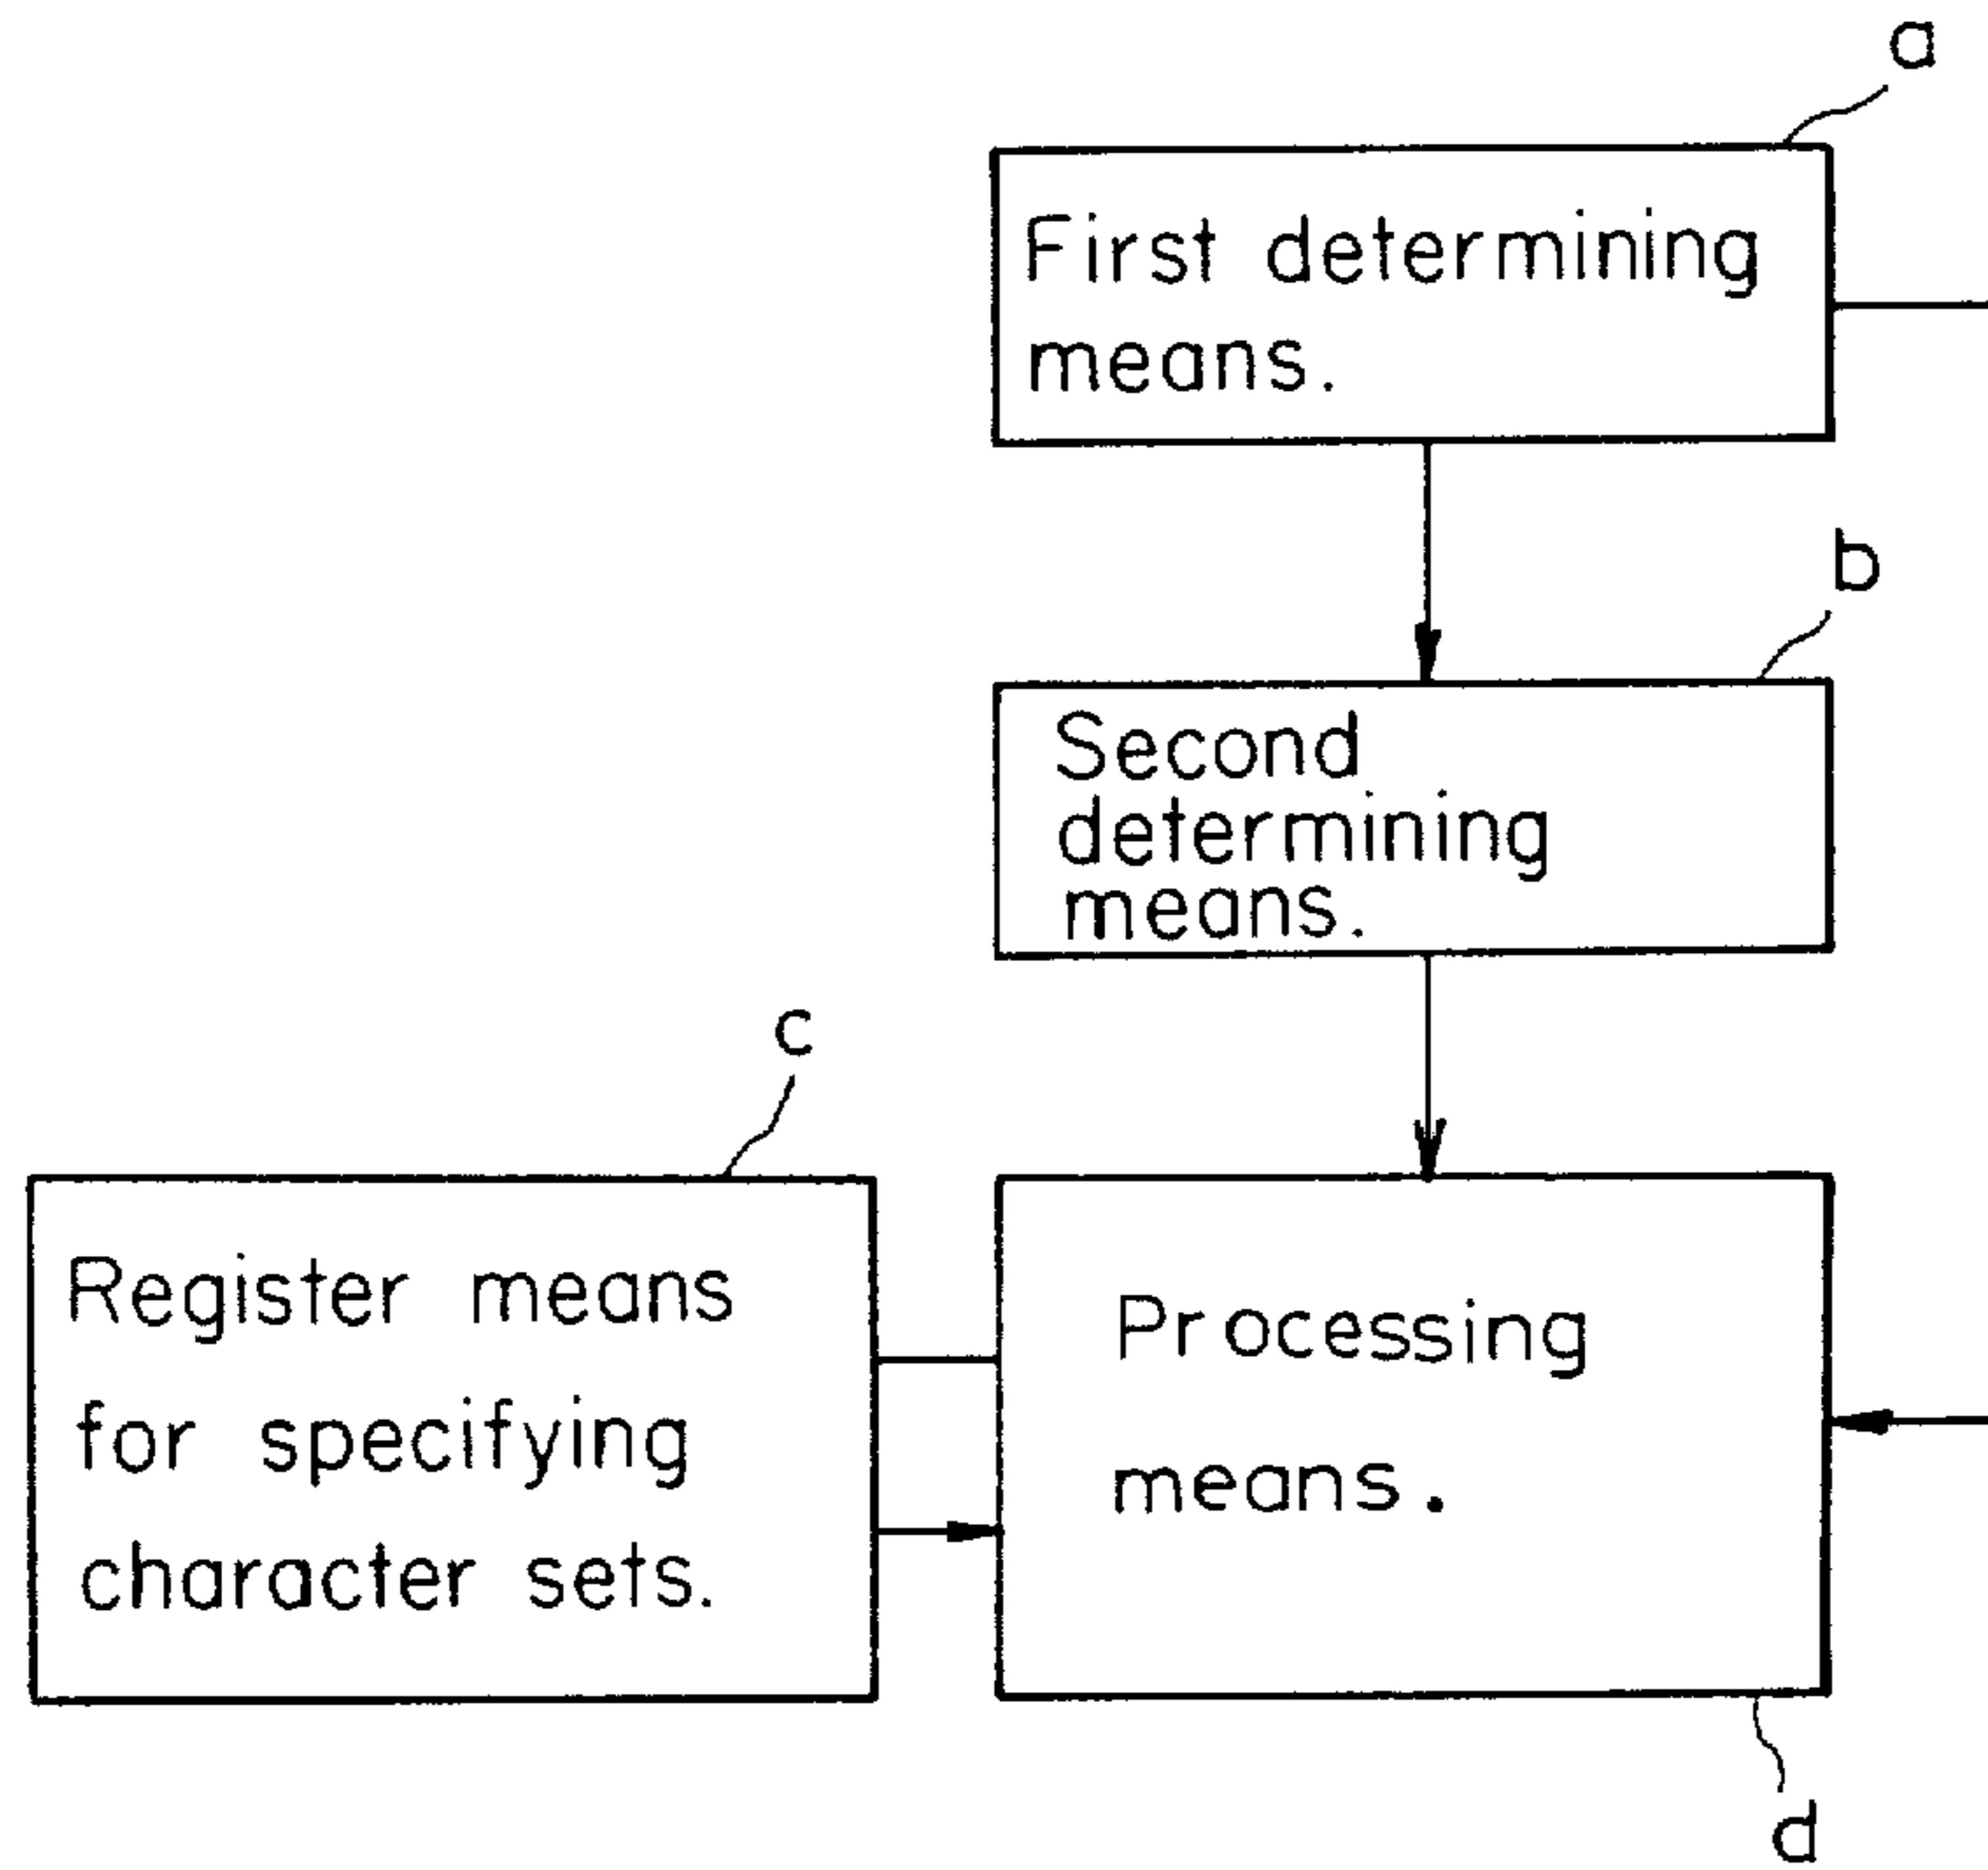 a
First determining
means.
b
Second
determining
means.
c
Register means
for specifying
character sets.
Processing
means.
d